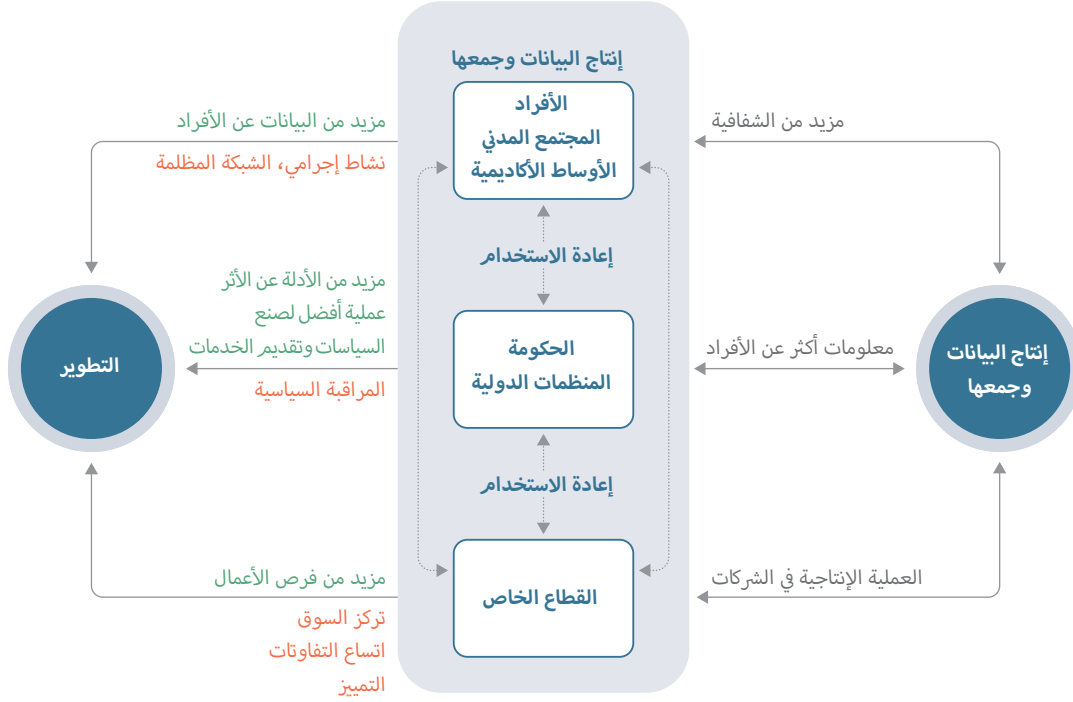 إنتاج البيانات وجمعها
الأفراد
المجتمع المدني
الأوساط الأكاديمية
إعادة الاستخدام
الحكومة
المنظمات الدولية
إعادة الاستخدام
القطاع الخاص
إنتاج البيانات
وجمعها
مزيد من الشفافية
معلومات أكثر عن الأفراد
العملية الإنتاجية في الشركات
مزيد من البيانات عن الأفراد
نشاط إجرامي، الشبكة المظلمة
مزيد من الأدلة عن الأثر
عملية أفضل لصنع
السياسات وتقديم الخدمات
المراقبة السياسية
مزيد من فرص الأعمال
تركز السوق
اتساع التفاوتات
التمييز
التطوير